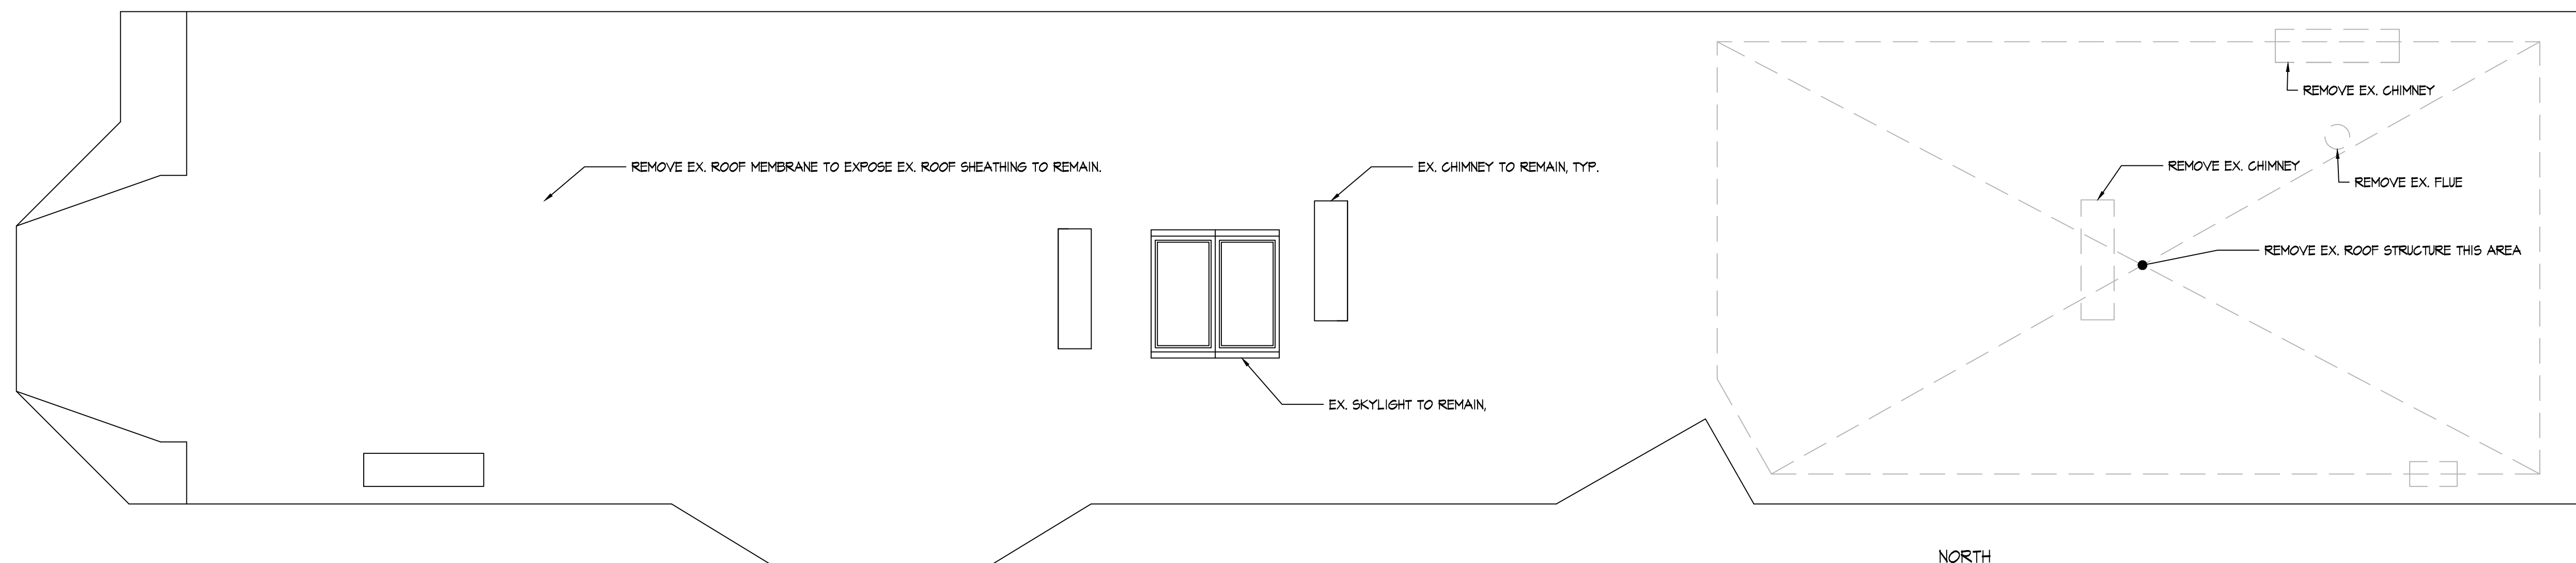 REMOVE EX. CHIMNEY
REMOVE EX. ROOF MEMBRANE TO EXPOSE EX. ROOF SHEATHING TO REMAIN.
EX. CHIMNEY TO REMAIN, TYP.
REMOVE EX. CHIMNEY
REMOVE EX. FLUE
REMOVE EX. ROOF STRUCTURE THIS AREA
EX. SKYLIGHT TO REMAIN,
NORTH